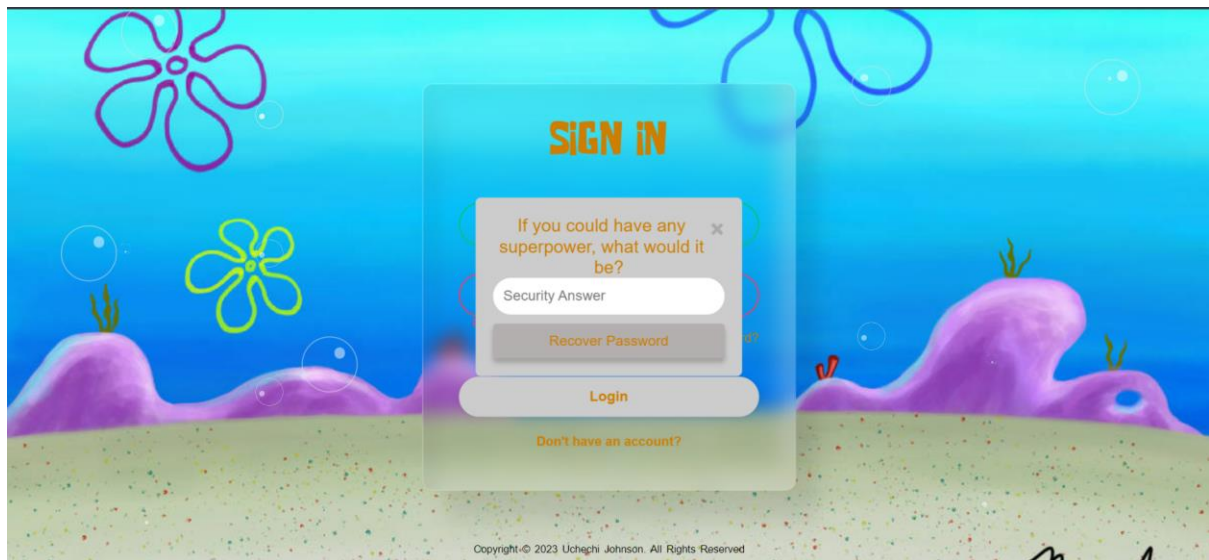 SiGN iN
If you could have any
superpower, what would it
be?
×
Security Answer
Recover Password
rd?
Login
Don't have an account?
Copyright © 2023 Uchechi Johnson. All Rights Reserved